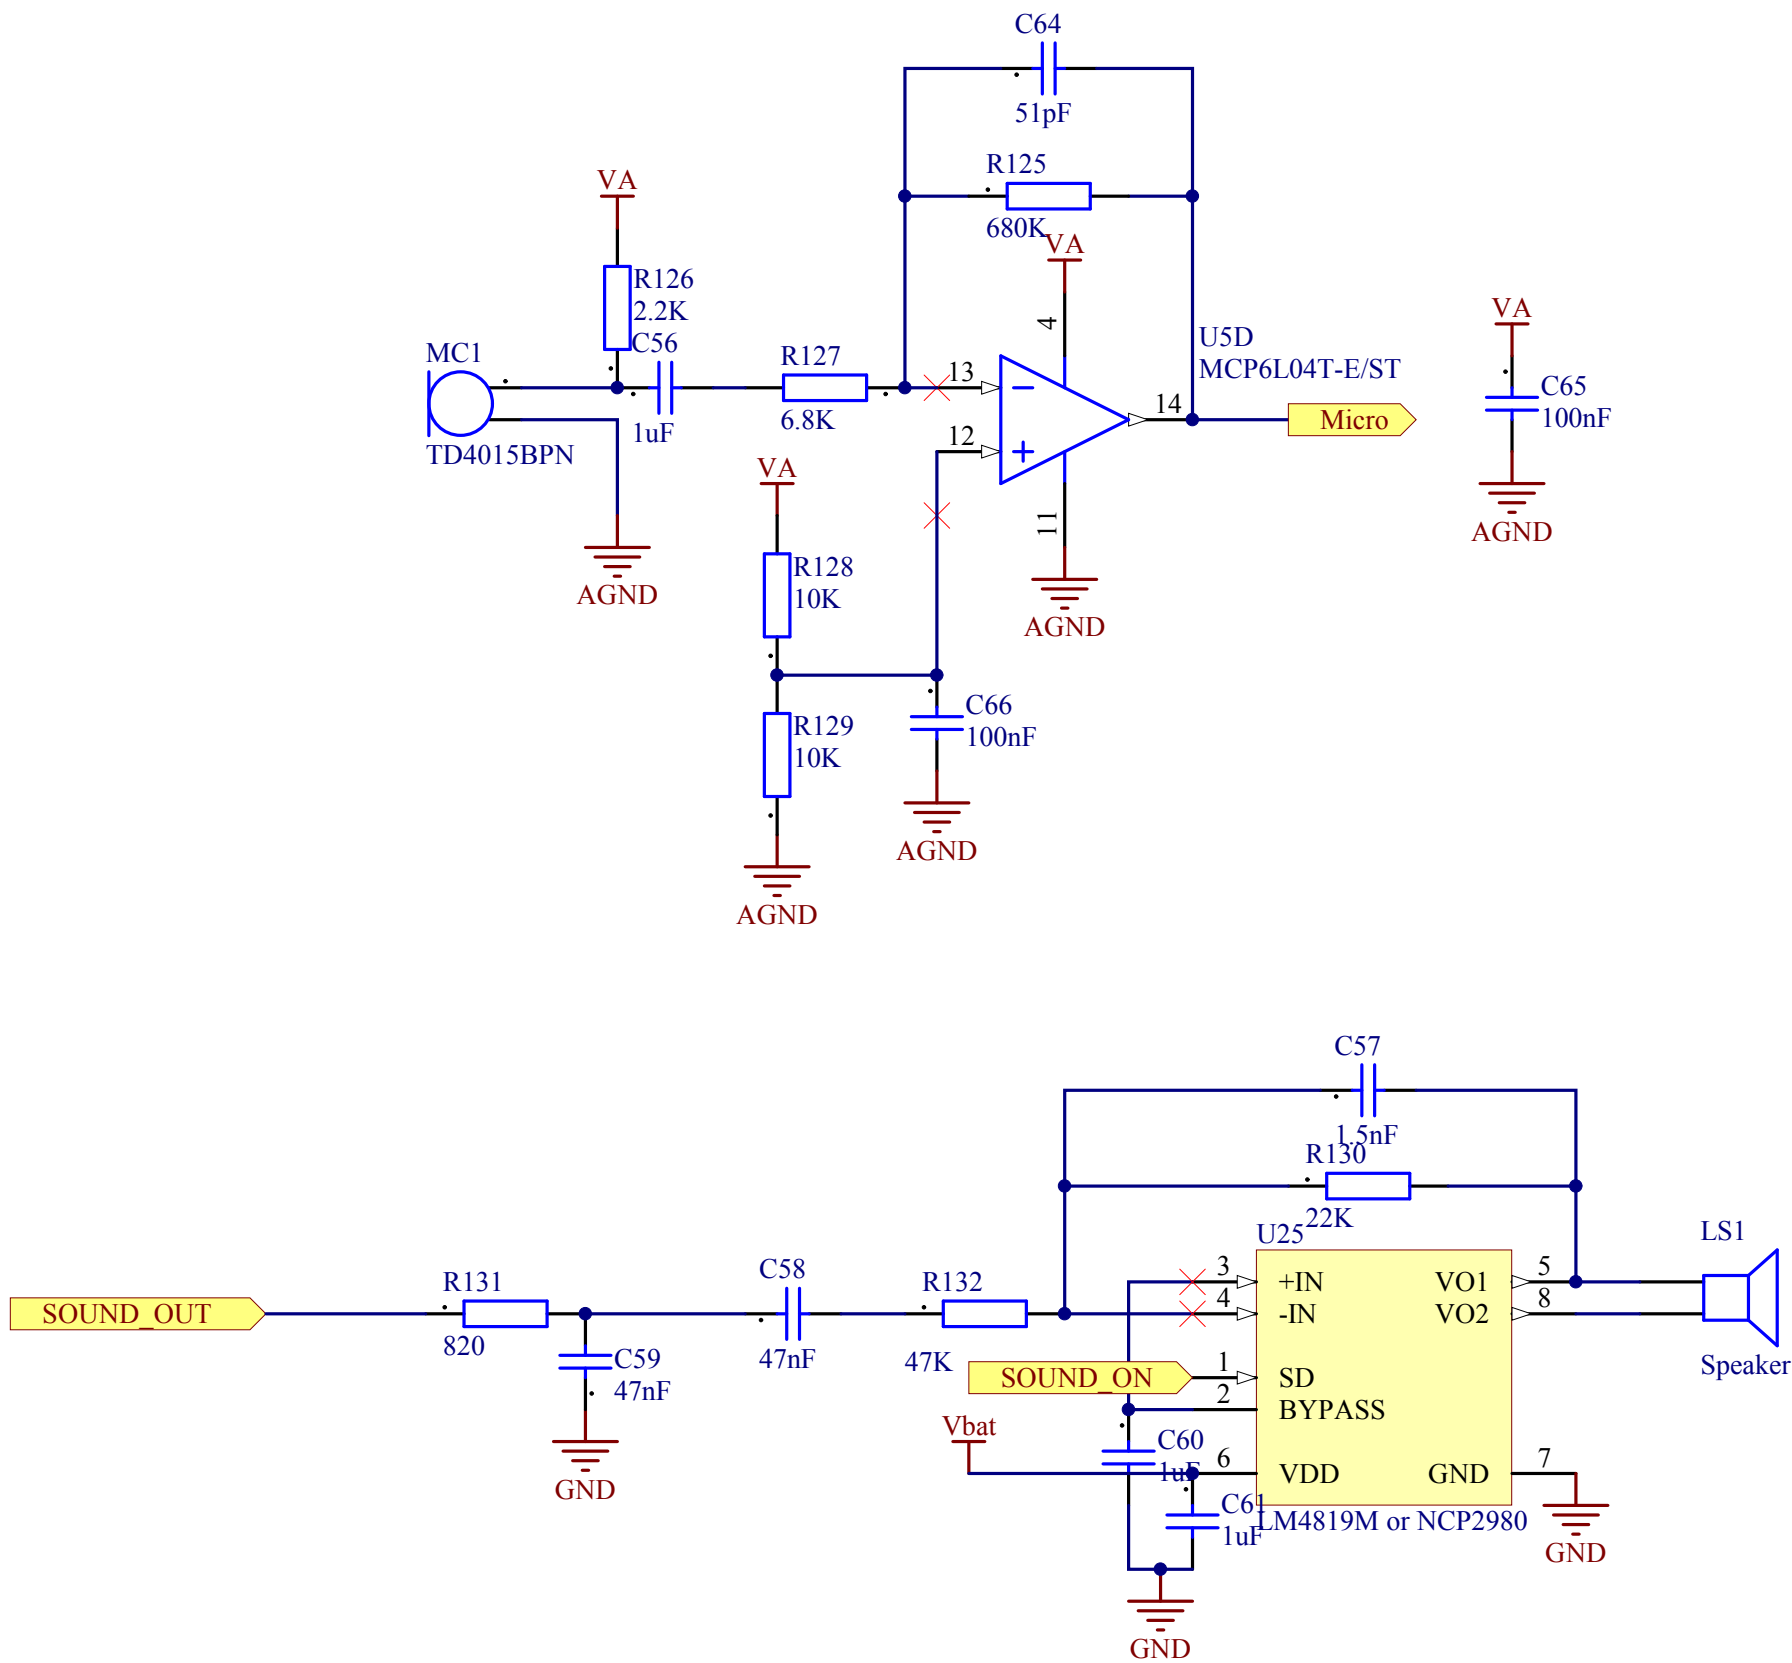 C64
51pF
R125
680K
VA
VA
R126
2.2K
C56
1uF
MC1
TD4015BPN
AGND
R127
6.8K
13
12
4
11
14
U5D
MCP6L04T-E/ST
Micro
AGND
VA
C65
100nF
AGND
VA
R128
10K
R129
10K
AGND
C66
100nF
AGND
C57
1.5nF
R130
22K
U25
LS1
Speaker
SOUND_OUT
R131
820
C59
47nF
GND
C58
47nF
R132
47K
3
+IN
4
-IN
SOUND_ON
1
SD
2
BYPASS
Vbat
6
VDD
VO1
5
VO2
8
GND
7
GND
C60
1uF
C61
1uF
LM4819M or NCP2980
GND